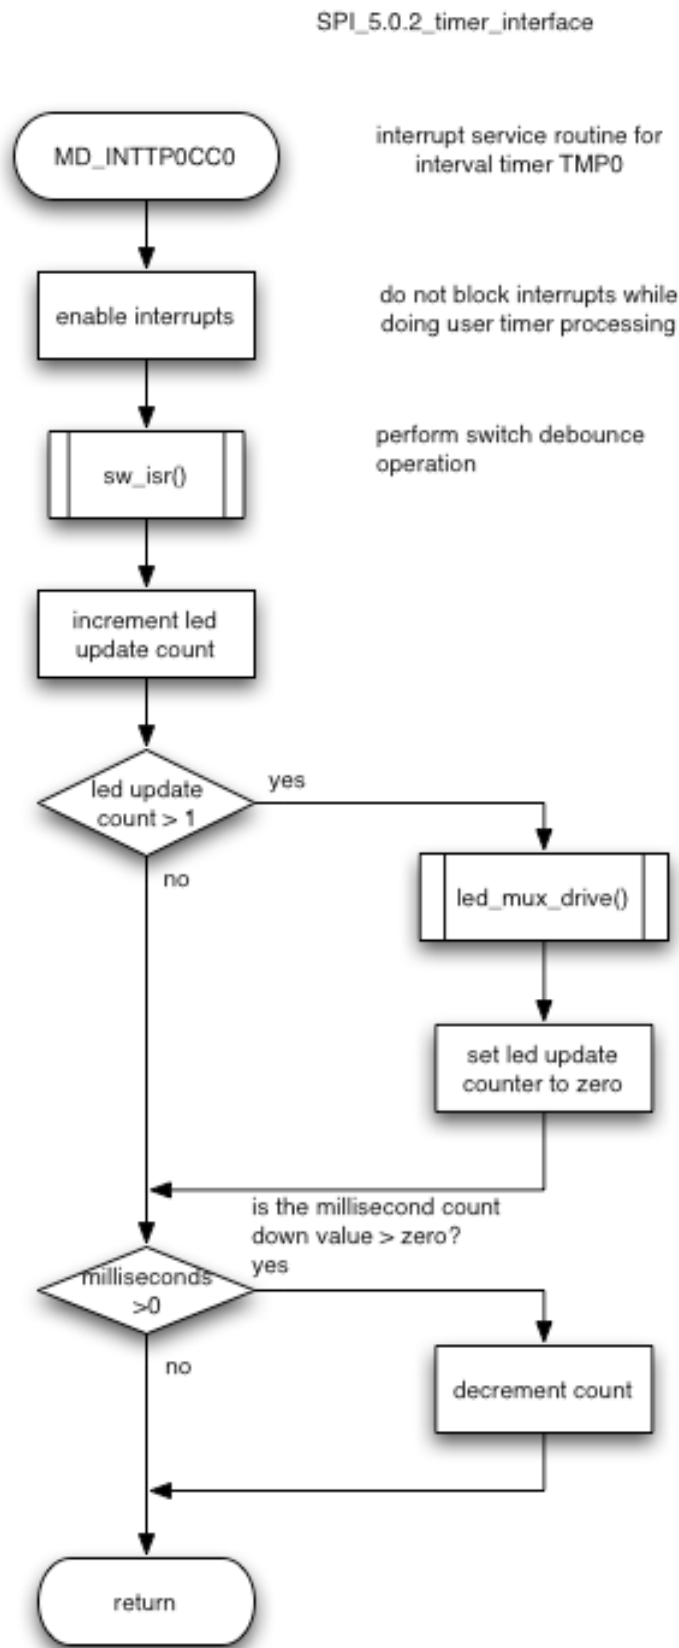 SPI_5.0.2_timer_interface
MD_INTTP0CC0
interrupt service routine for
interval timer TMP0
enable interrupts
do not block interrupts while
doing user timer processing
sw_isr()
perform switch debounce
operation
increment led
update count
led update
count > 1
yes
no
led_mux_drive()
set led update
counter to zero
is the millisecond count
down value > zero?
yes
milliseconds
>0
no
decrement count
return